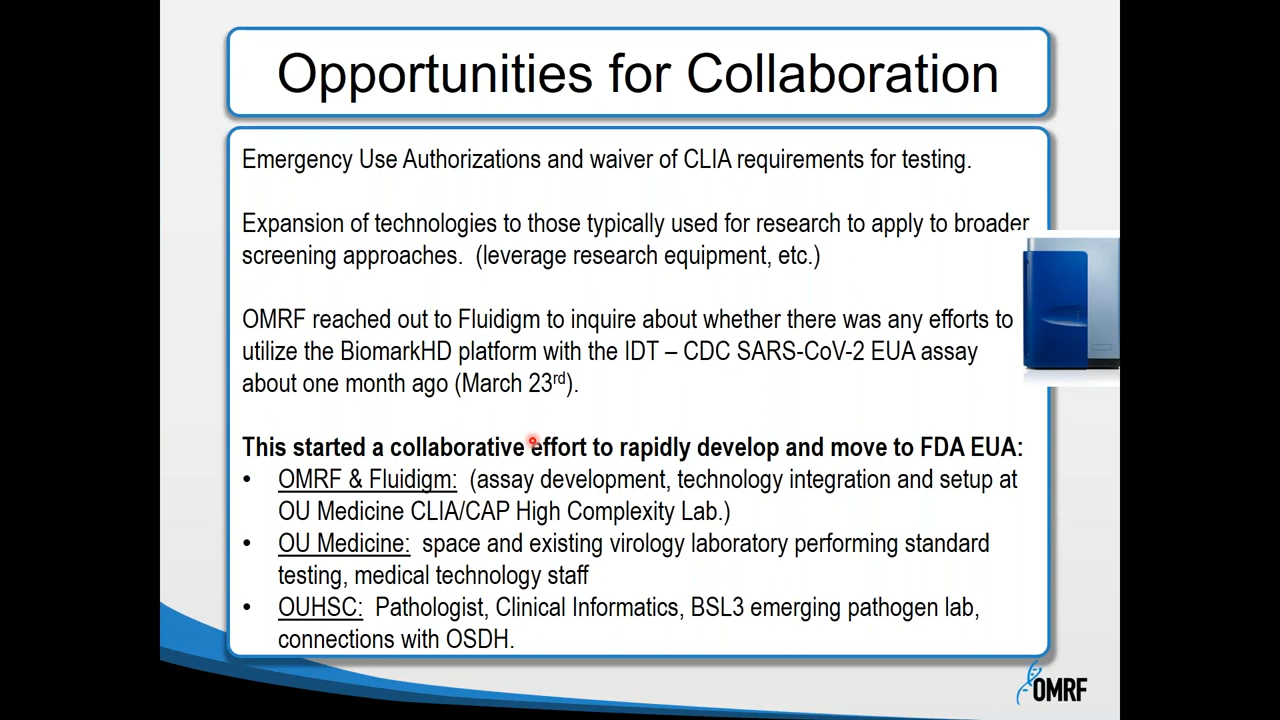 Opportunities for Collaboration
Emergency Use Authorizations and waiver of CLIA requirements for testing.
Expansion of technologies to those typically used for research to apply to broader
screening approaches.  (leverage research equipment, etc.)
OMRF reached out to Fluidigm to inquire about whether there was any efforts to
utilize the BiomarkHD platform with the IDT – CDC SARS-CoV-2 EUA assay
about one month ago (March 23rd).
This started a collaborative effort to rapidly develop and move to FDA EUA:
• OMRF & Fluidigm:  (assay development, technology integration and setup at
OU Medicine CLIA/CAP High Complexity Lab.)
• OU Medicine:  space and existing virology laboratory performing standard
testing, medical technology staff
• OUHSC:  Pathologist, Clinical Informatics, BSL3 emerging pathogen lab,
connections with OSDH.
OMRF